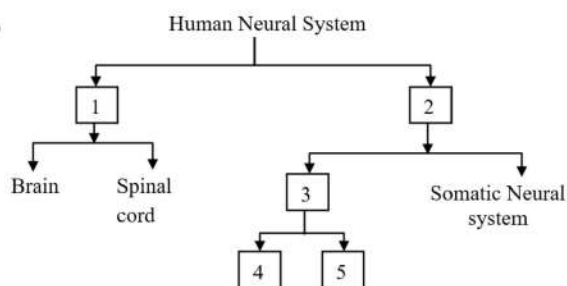 Human Neural System
1
2
Brain
Spinal
cord
3
Somatic Neural
system
4
5